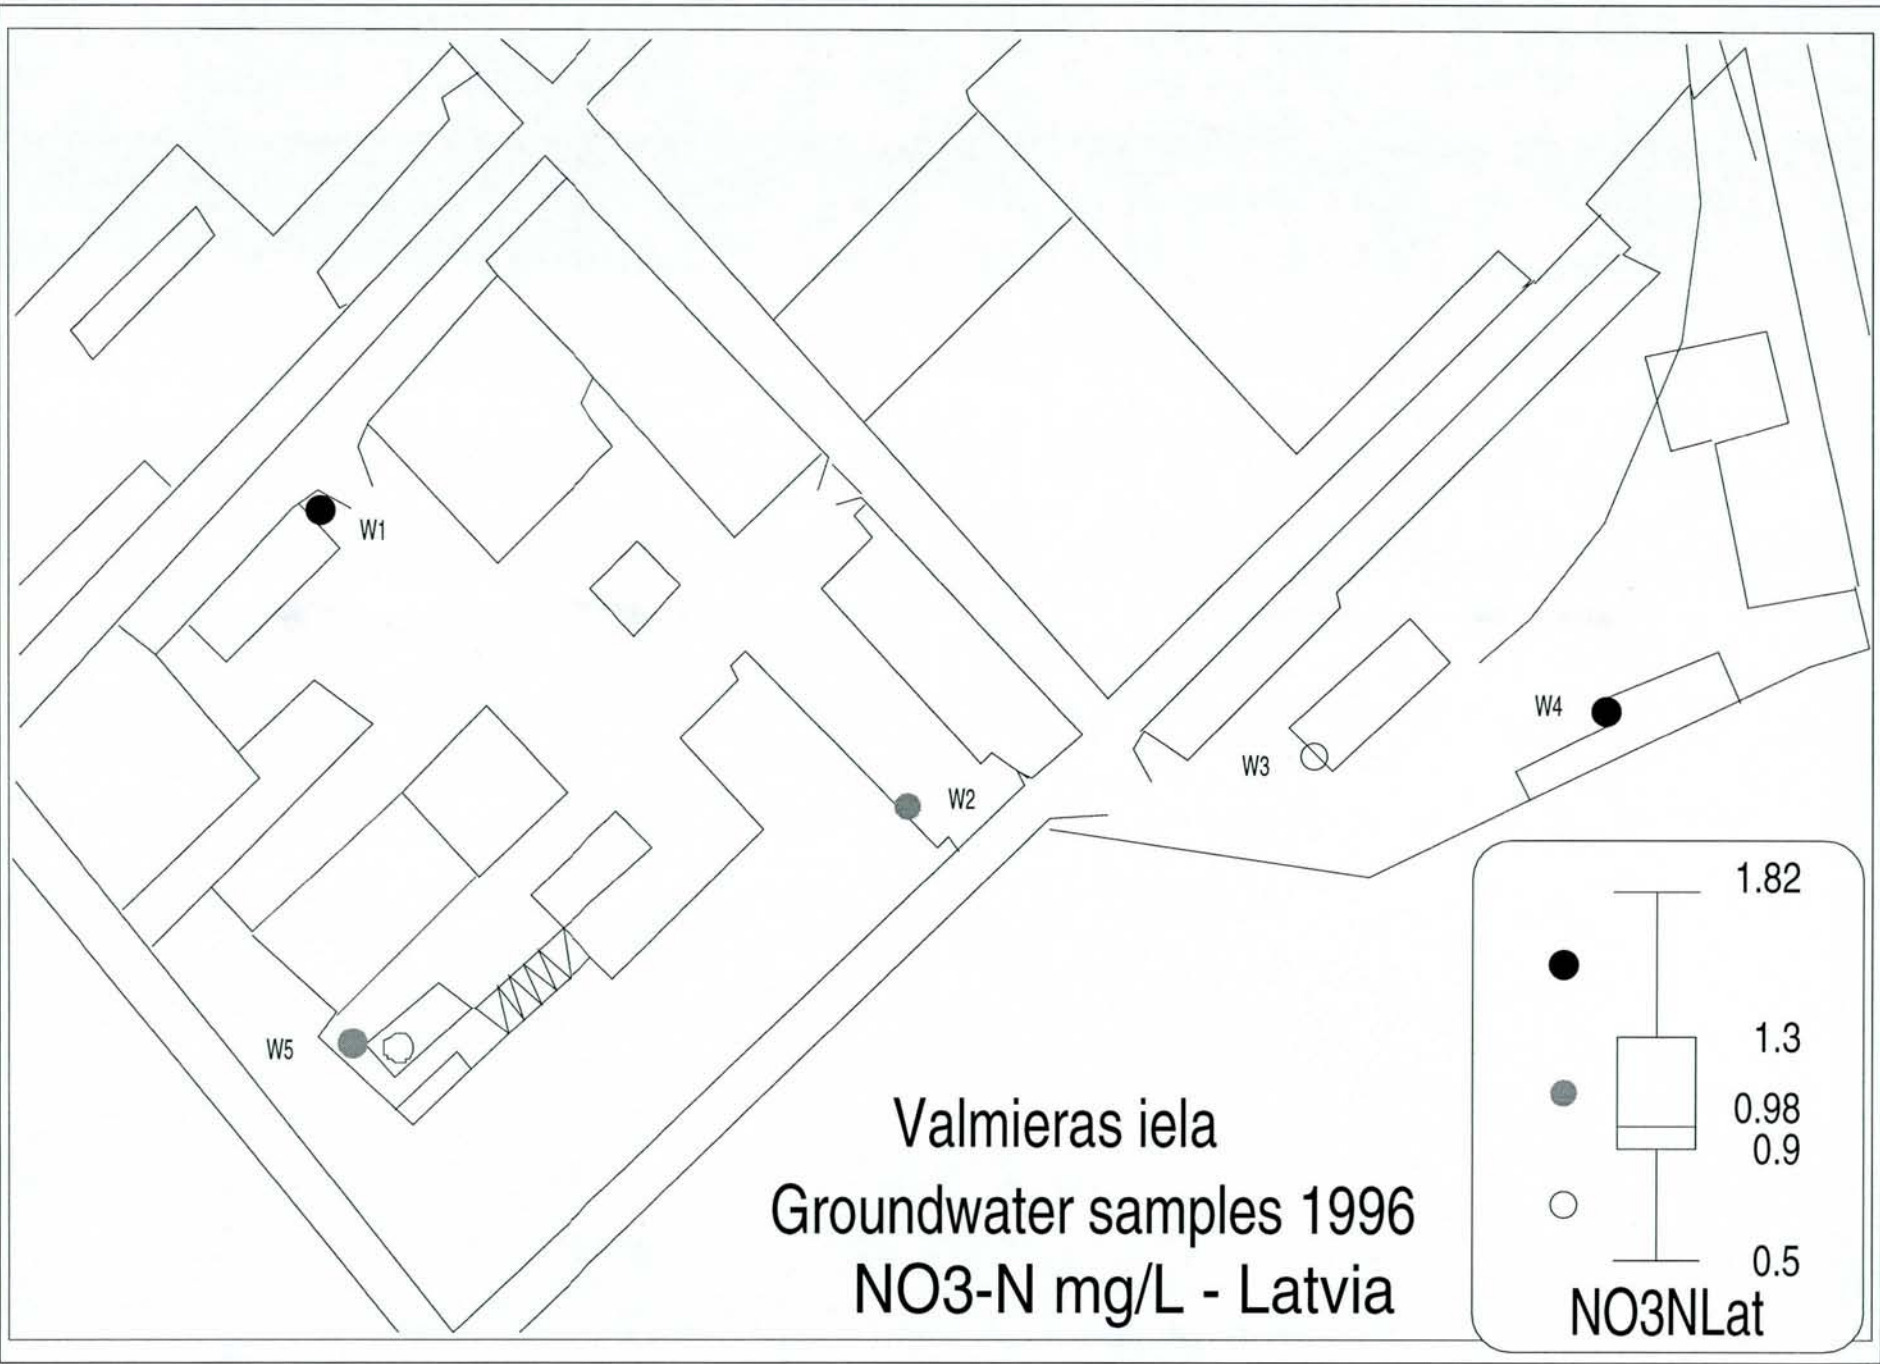 W1
W4
W3
W2
1.82
W5
1.3
0.98
0.9
0.5
NO3NLat
Valmieras iela
Groundwater samples 1996
NO3-N mg/L - Latvia